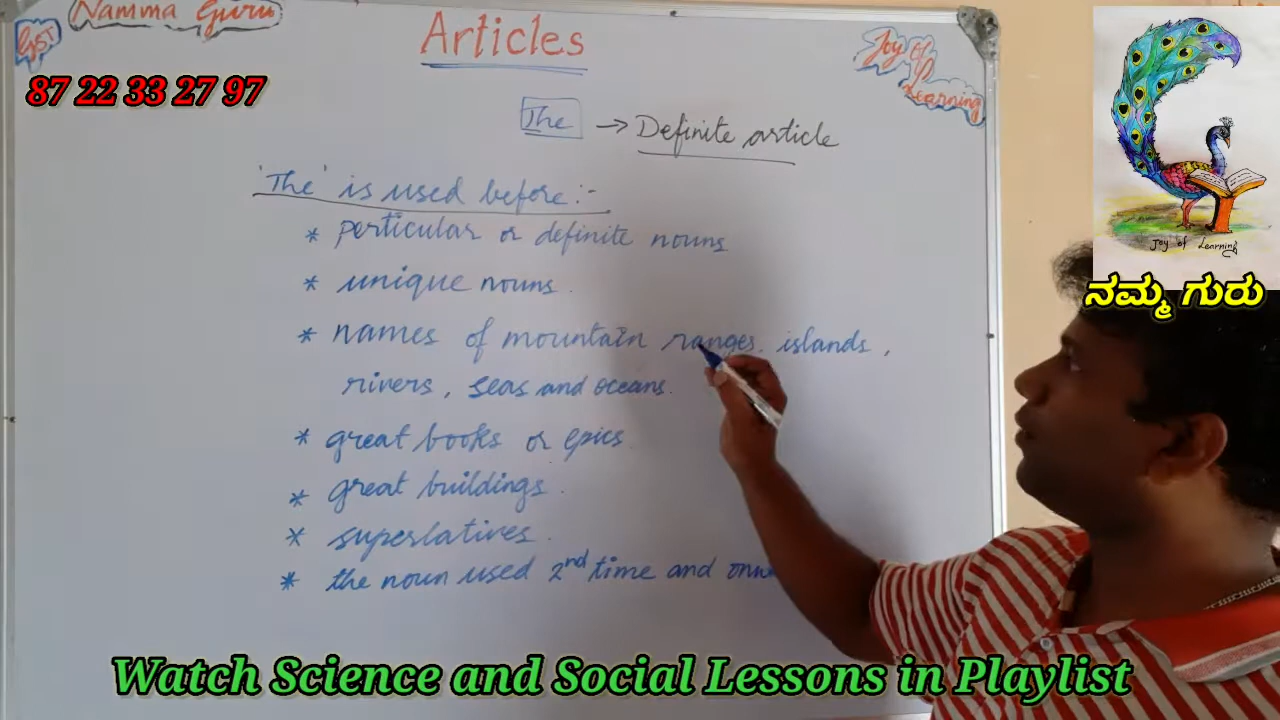 Namma Guru
GST
Articles
Joy of
Learning
87 22 33 27 97
The → Definite article
'The' is used before:-
* perticular or definite nouns
* unique nouns.
* names of mountain ranges. islands,
rivers, seas and oceans.
* great books or epics
* great buildings.
* superlatives.
* the noun used 2nd time and
Joy of Learning
ನಮ್ಮ ಗುರು
Watch Science and Social Lessons in Playlist